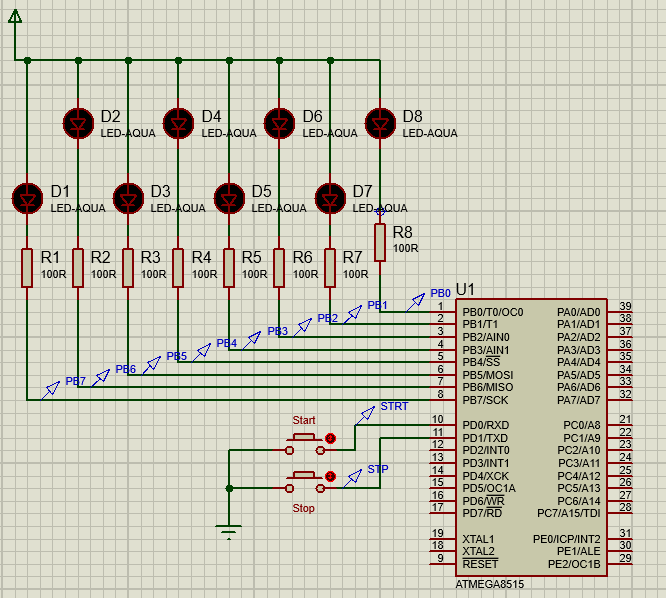 D2 D4 D6 D8
LED-AQUA LED-AQUA LED-AQUA LED-AQUA
D1 D3 D5 D7
LED-AQUA LED-AQUA LED-AQUA LED-AQUA
R8
100R
R1 R2 R3 R4 R5 R6 R7
100R 100R 100R 100R 100R 100R 100R
U1
PB0
PB1
PB2
PB3
PB4
PB5
PB6
PB7
1 PB0/T0/OC0 PA0/AD0 39
2 PB1/T1 PA1/AD1 38
3 PB2/AIN0 PA2/AD2 37
4 PB3/AIN1 PA3/AD3 36
5 PB4/SS PA4/AD4 35
6 PB5/MOSI PA5/AD5 34
7 PB6/MISO PA6/AD6 33
8 PB7/SCK PA7/AD7 32
STRT
Start
10 PD0/RXD PC0/A8 21
11 PD1/TXD PC1/A9 22
12 PD2/INT0 PC2/A10 23
13 PD3/INT1 PC3/A11 24
14 PD4/XCK PC4/A12 25
15 PD5/OC1A PC5/A13 26
16 PD6/WR PC6/A14 27
17 PD7/RD PC7/A15/TDI 28
STP
Stop
19 XTAL1 PE0/ICP/INT2 31
18 XTAL2 PE1/ALE 30
9 RESET PE2/OC1B 29
ATMEGA8515